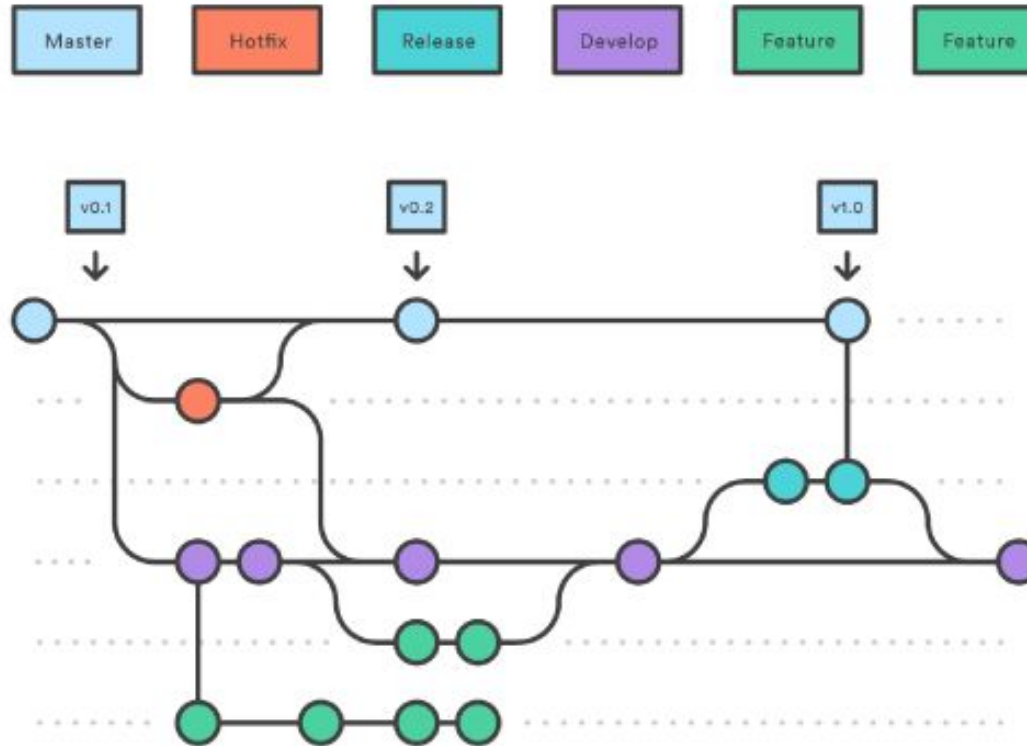 Master
Hotfix
Release
Develop
Feature
Feature
v0.1
v0.2
v1.0